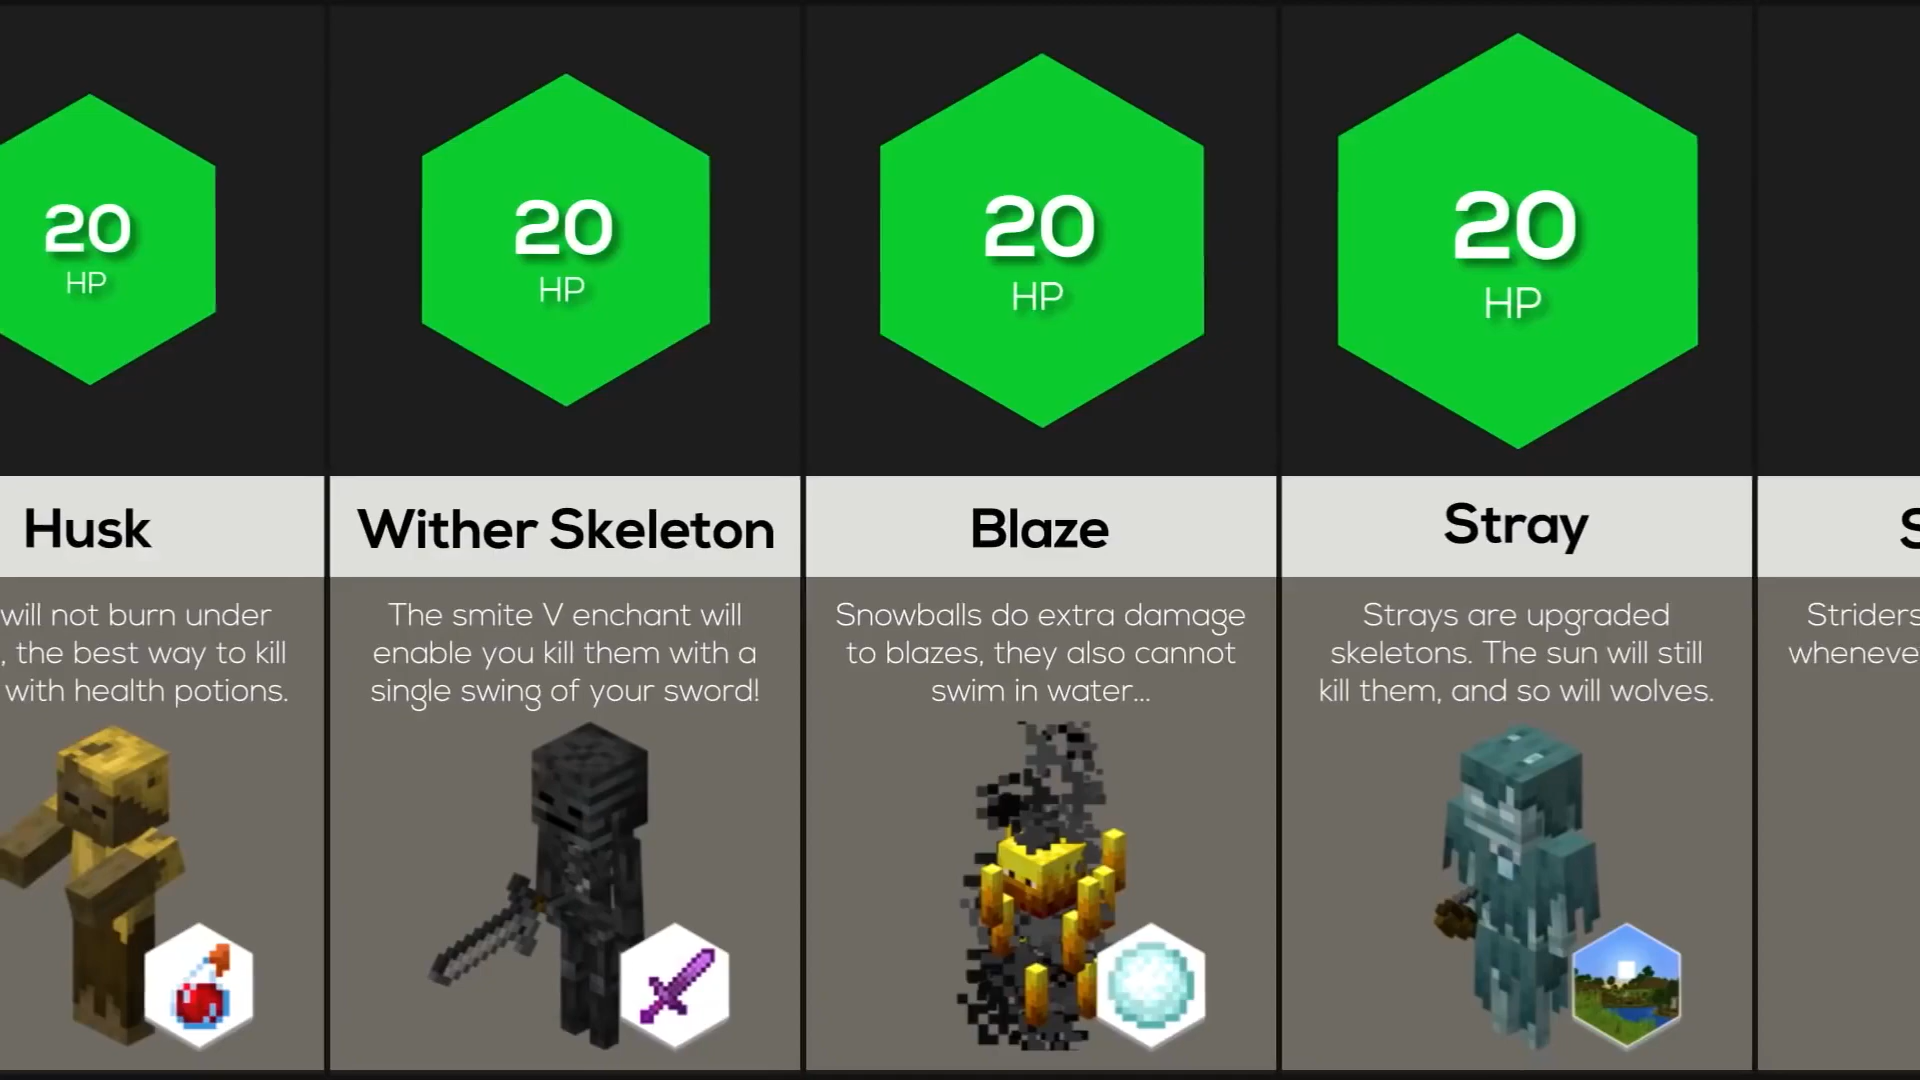 20
HP
20
HP
20
HP
20
HP
Husk
Wither Skeleton
Blaze
Stray
S
will not burn under
, the best way to kill
with health potions.
The smite V enchant will
enable you kill them with a
single swing of your sword!
Snowballs do extra damage
to blazes, they also cannot
swim in water...
Strays are upgraded
skeletons. The sun will still
kill them, and so will wolves.
Striders
wheneve